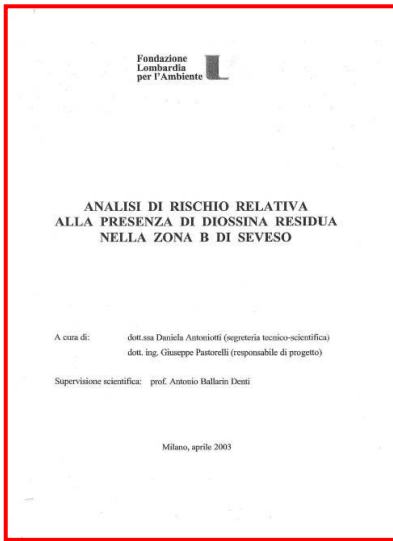 Fondazione
Lombardia
per l'Ambiente
ANALISI DI RISCHIO RELATIVA
ALLA PRESENZA DI DIOSSINA RESIDUA
NELLA ZONA B DI SEVESO
A cura di: dott.ssa Daniela Antoniotti (segreteria tecnico-scientifica)
dott. ing. Giuseppe Pastorelli (responsabile di progetto)
Supervisione scientifica: prof. Antonio Ballarin Denti
Milano, aprile 2003